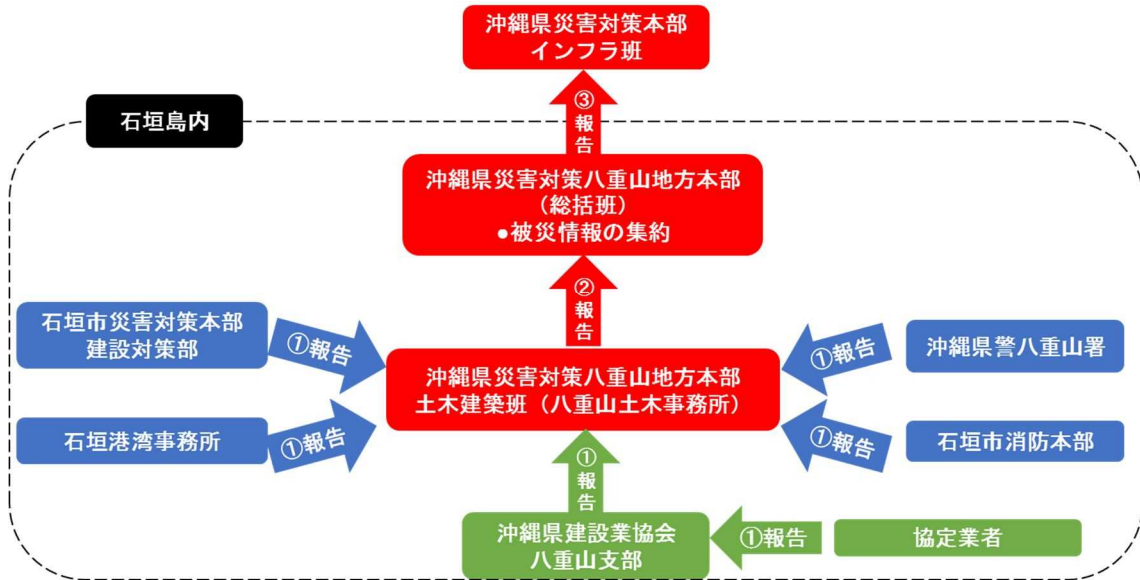 沖縄県災害対策本部
インフラ班
③報告
石垣島内
沖縄県災害対策八重山地方本部
（総括班）
●被災情報の集約
②報告
石垣市災害対策本部
建設対策部
①報告
沖縄県災害対策八重山地方本部
土木建築班（八重山土木事務所）
①報告
沖縄県警八重山署
石垣港湾事務所
①報告
①報告
石垣市消防本部
①報告
沖縄県建設業協会
八重山支部
①報告
協定業者